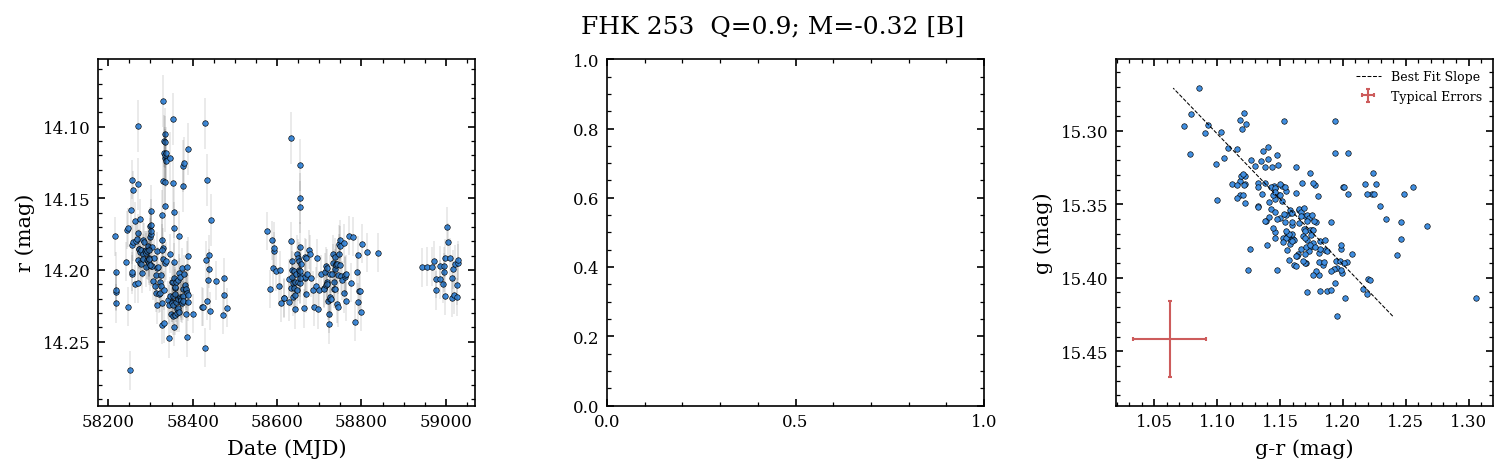 FHK 253 Q=0.9; M=-0.32 [B]
r (mag)
14.10
14.15
14.20
14.25
58200 58400 58600 58800 59000
Date (MJD)
1.0
0.8
0.6
0.4
0.2
0.0
0.0 0.5 1.0
g (mag)
15.30
15.35
15.40
15.45
Best Fit Slope
Typical Errors
1.05 1.10 1.15 1.20 1.25 1.30
g-r (mag)